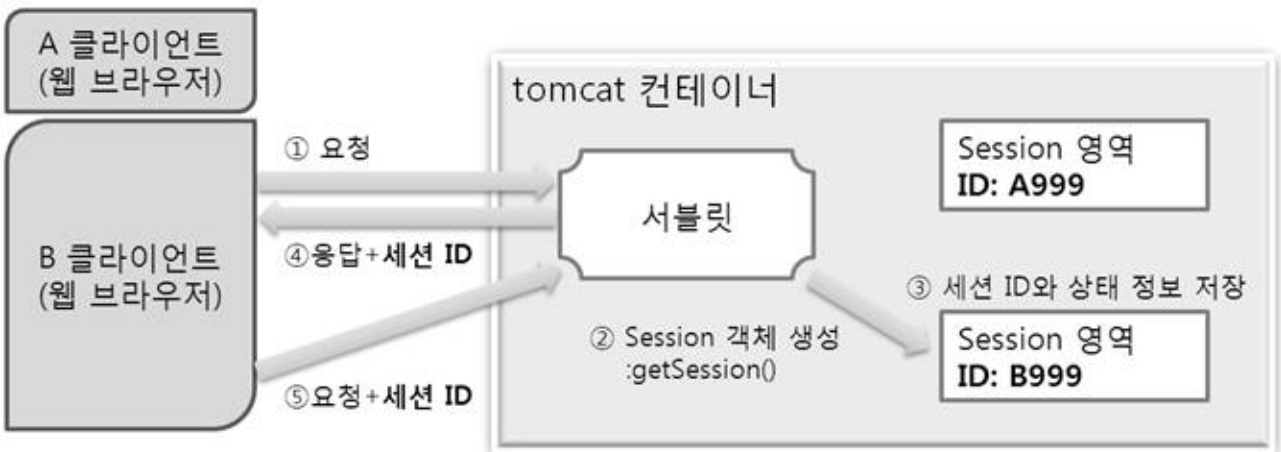 A 클라이언트
(웹 브라우저)
tomcat 컨테이너
① 요청
Session 영역
ID: A999
서블릿
B 클라이언트
(웹 브라우저)
④응답+세션 ID
③ 세션 ID와 상태 정보 저장
② Session 객체 생성
:getSession()
Session 영역
ID: B999
⑤요청+세션 ID